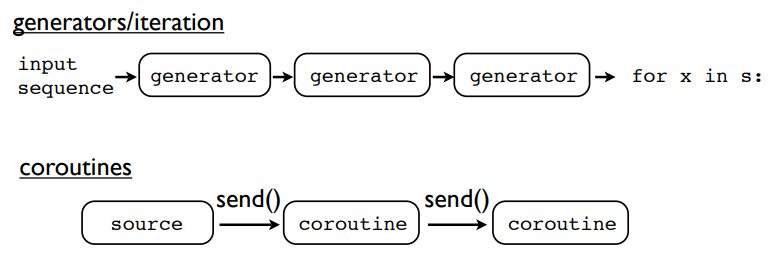 generators/iteration
input
sequence
generator
generator
generator
for x in s:
coroutines
send()
send()
source
coroutine
coroutine